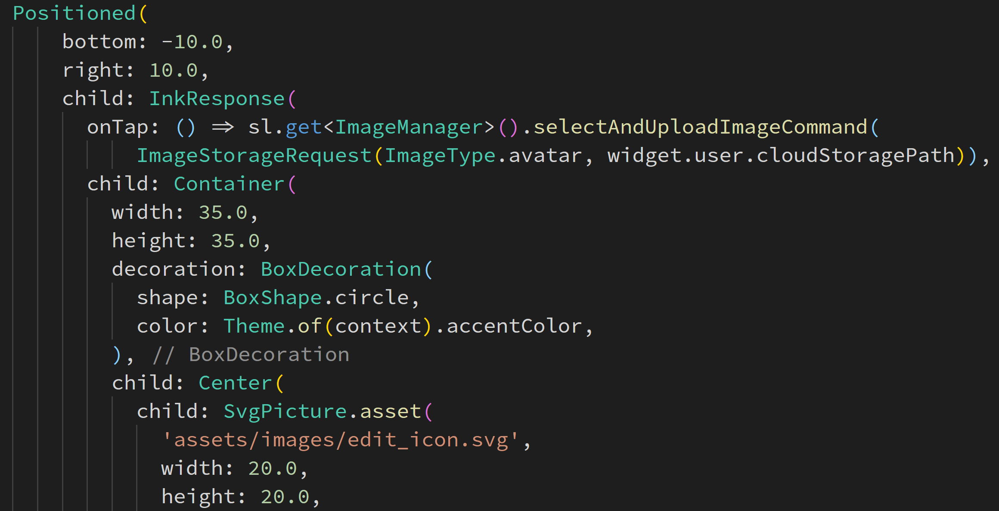 Positioned(
bottom: -10.0,
right: 10.0,
child: InkResponse(
onTap: () => sl.get<ImageManager>().selectAndUploadImageCommand(
ImageStorageRequest(ImageType.avatar, widget.user.cloudStoragePath)),
child: Container(
width: 35.0,
height: 35.0,
decoration: BoxDecoration(
shape: BoxShape.circle,
color: Theme.of(context).accentColor,
), // BoxDecoration
child: Center(
child: SvgPicture.asset(
'assets/images/edit_icon.svg',
width: 20.0,
height: 20.0,